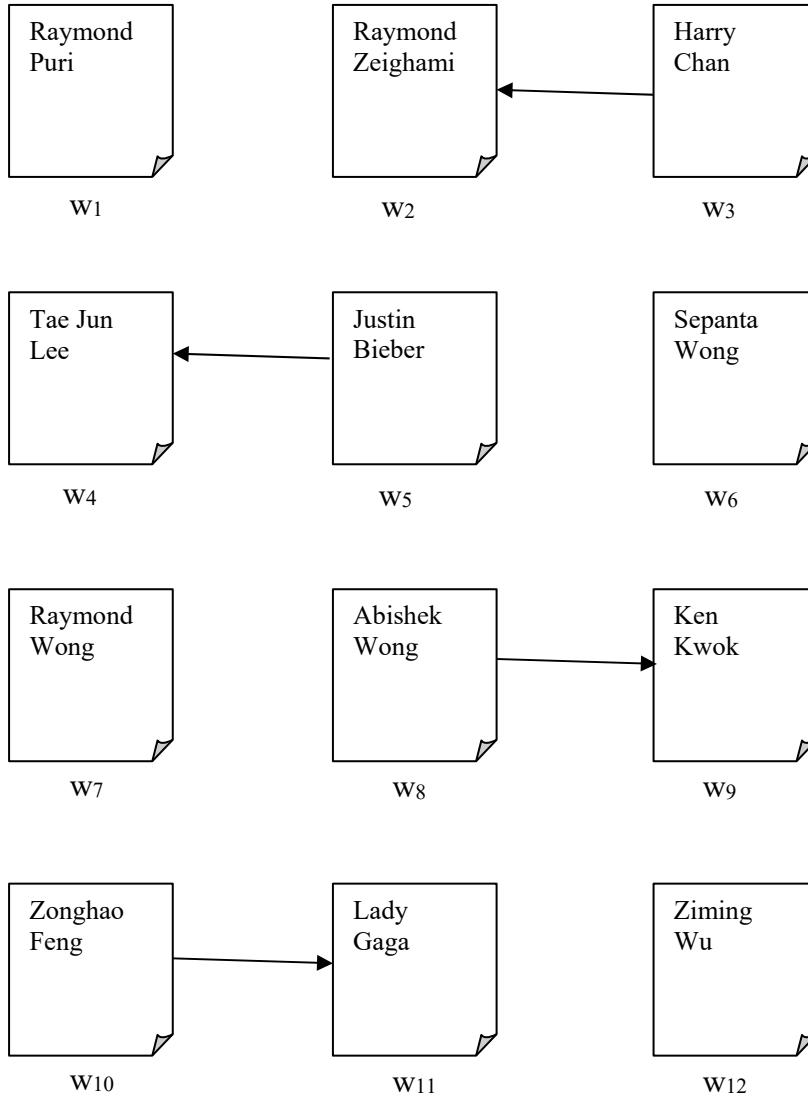 Raymond
Puri
Raymond
Zeighami
Harry
Chan
w1
w2
w3
Tae Jun
Lee
Justin
Bieber
Sepanta
Wong
w4
w5
w6
Raymond
Wong
Abishek
Wong
Ken
Kwok
w7
w8
w9
Zonghao
Feng
Lady
Gaga
Ziming
Wu
w10
w11
w12